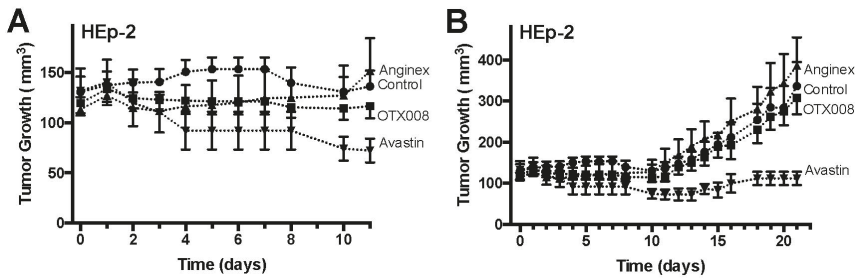 A
HEp-2
Tumor Growth ( mm³)
150
100
50
0
0
2
4
6
8
10
Time (days)
Anginex
Control
OTX008
Avastin
B
HEp-2
Tumor Growth ( mm³)
400
300
200
100
0
0
5
10
15
20
Time (days)
Anginex
Control
OTX008
Avastin